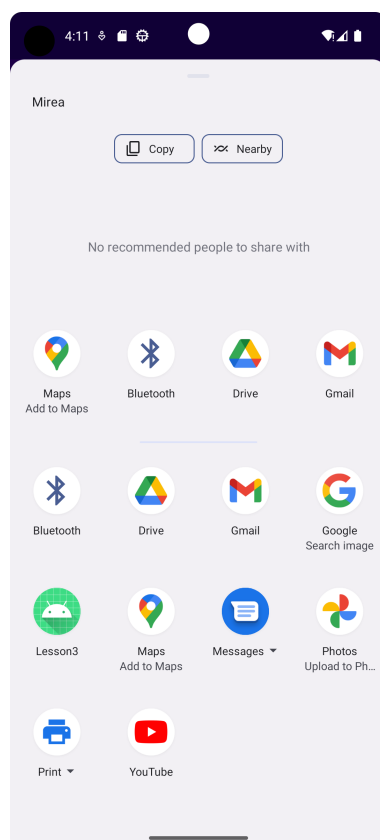 4:11
Mirea
Copy
Nearby
No recommended people to share with
Maps
Add to Maps
Bluetooth
Drive
Gmail
Bluetooth
Drive
Gmail
Google
Search image
Lesson3
Maps
Add to Maps
Messages
Photos
Upload to Ph...
Print
YouTube